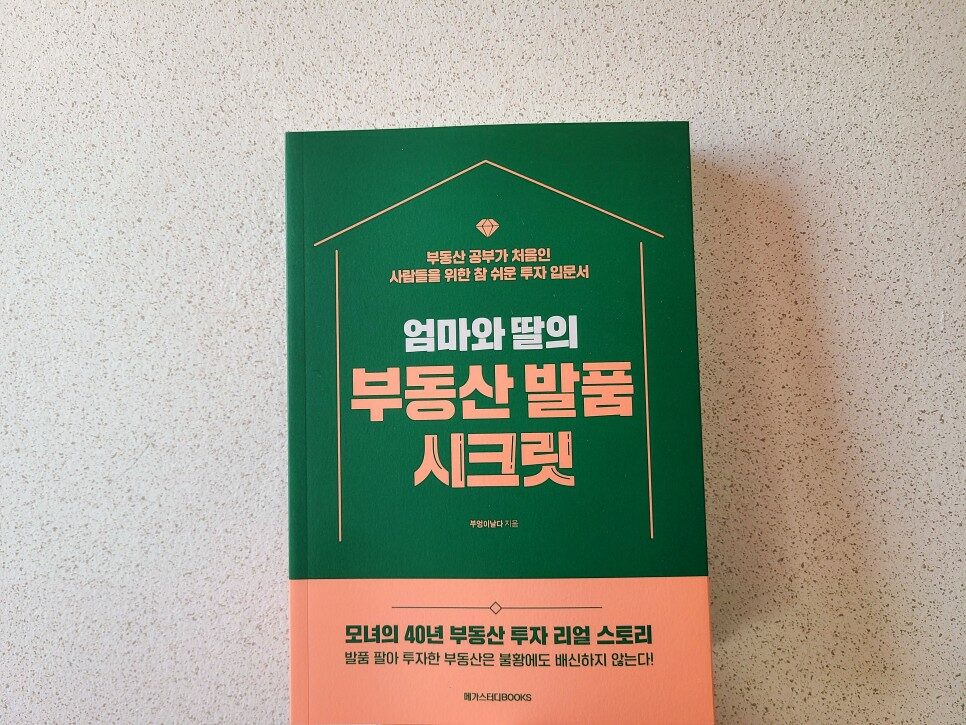 부동산 공부가 처음인
사람들을 위한 참 쉬운 투자 입문서
엄마와 딸의
부동산 발품
시크릿
부엉이날다 지음
모녀의 40년 부동산 투자 리얼 스토리
발품 팔아 투자한 부동산은 불황에도 배신하지 않는다!
메가스터디BOOKS